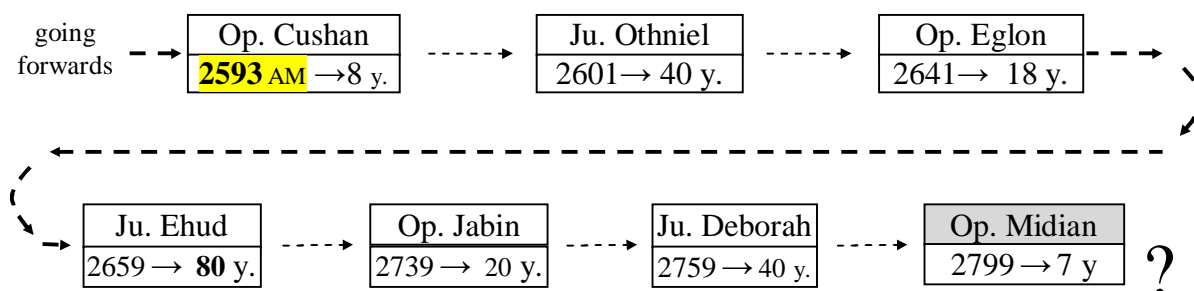 going
forwards
Op. Cushan
2593 AM → 8 y.
Ju. Othniel
2601→ 40 y.
Op. Eglon
2641→ 18 y.
Ju. Ehud
2659 → 80 y.
Op. Jabin
2739 → 20 y.
Ju. Deborah
2759 → 40 y.
Op. Midian
2799 → 7 y
?